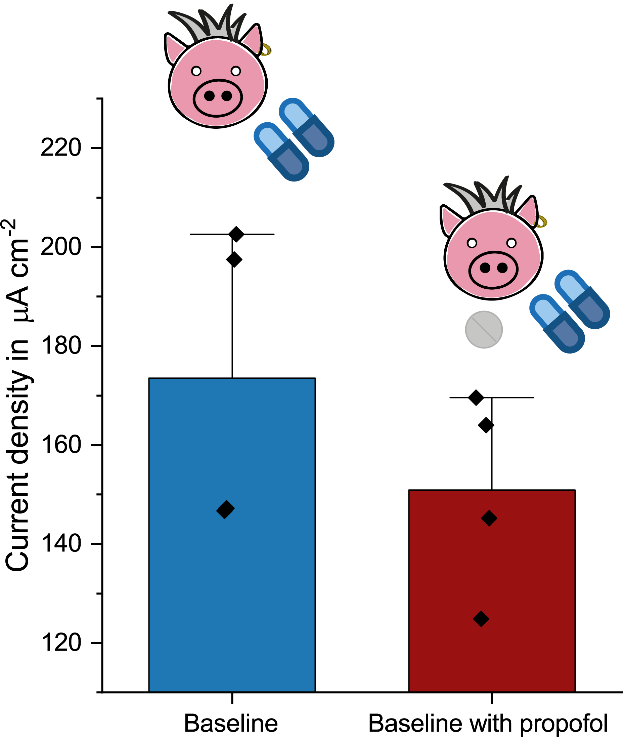 Current density in μA cm-2
220
200
180
160
140
120
Baseline
Baseline with propofol